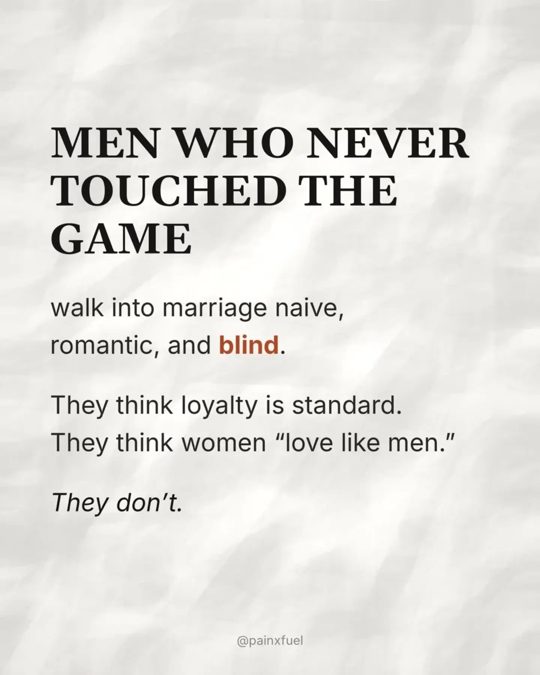 MEN WHO NEVER
TOUCHED THE
GAME
walk into marriage naive,
romantic, and blind.
They think loyalty is standard.
They think women “love like men.”
They don’t.
@painxfuel